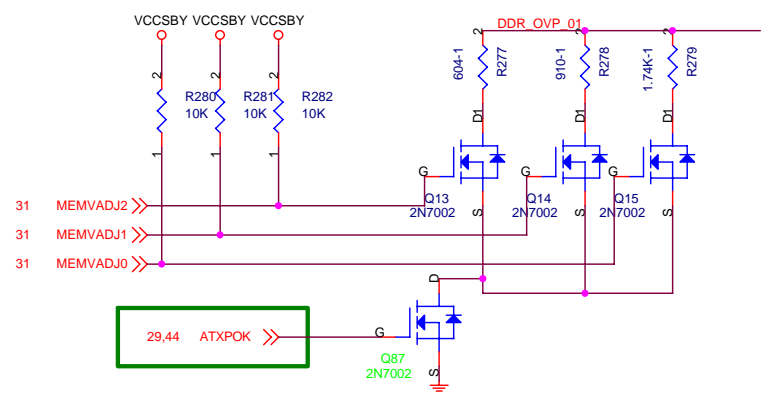 VCCSBY VCCSBY VCCSBY
DDR_OVP_01
2 2 2
604-1 R277 910-1 R278 1.74K-1 R279
2 2 2
R280 R281 R282
10K 10K 10K
D1 D1 D1
1 1 1
G G G
Q13 Q14 Q15
2N7002 2N7002 2N7002
31 MEMVADJ2
S S S
31 MEMVADJ1
31 MEMVADJ0
D
29,44 ATXPOK
G
Q87
2N7002
S